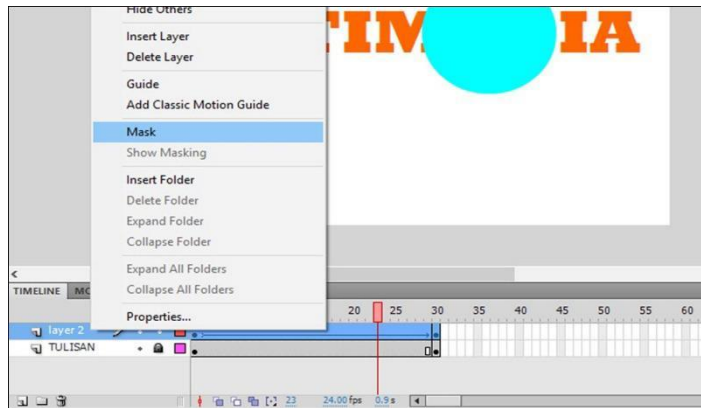 Hide Others
Insert Layer
Delete Layer
Guide
Add Classic Motion Guide
Mask
Show Masking
Insert Folder
Delete Folder
Expand Folder
Collapse Folder
Expand All Folders
Collapse All Folders
Properties...
TIM IA
TIMELINE
20 25 30 35 40 45 50 55 60
layer 2
TULISAN
23 24.00 fps 0.9 s